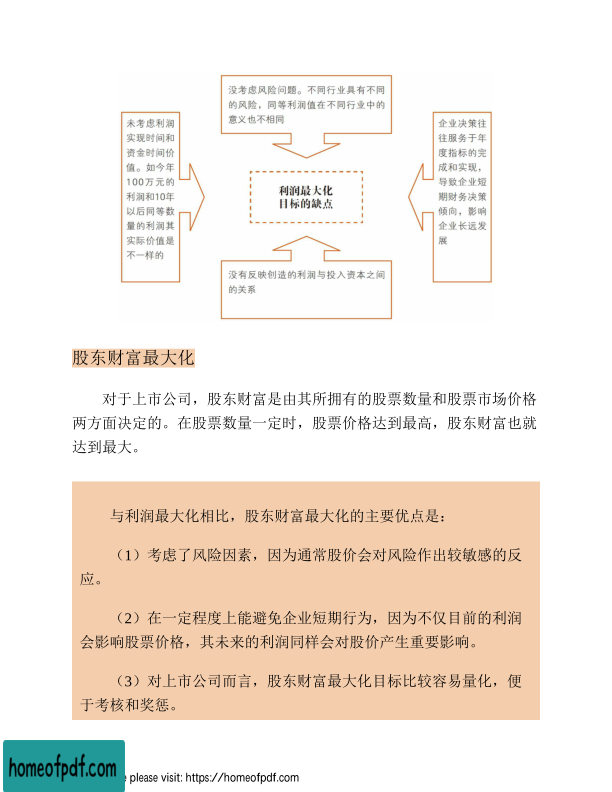 没考虑风险问题。不同行业具有不同
的风险，同等利润值在不同行业中的
意义也不相同
未考虑利润
实现时间和
资金时间价
值。如今年
100万元的
利润和10年
以后同等数
量的利润其
实际价值是
不一样的
利润最大化
目标的缺点
企业决策往
往服务于年
度指标的完
成和实现，
导致企业短
期财务决策
倾向，影响
企业长远发
展
没有反映创造的利润与投入资本之间
的关系
股东财富最大化
对于上市公司，股东财富是由其所拥有的股票数量和股票市场价格
两方面决定的。在股票数量一定时，股票价格达到最高，股东财富也就
达到最大。
与利润最大化相比，股东财富最大化的主要优点是：
（1）考虑了风险因素，因为通常股价会对风险作出较敏感的反
应。
（2）在一定程度上能避免企业短期行为，因为不仅目前的利润
会影响股票价格，其未来的利润同样会对股价产生重要影响。
（3）对上市公司而言，股东财富最大化目标比较容易量化，便
于考核和奖惩。
homeofpdf.com
please visit: https://homeofpdf.com